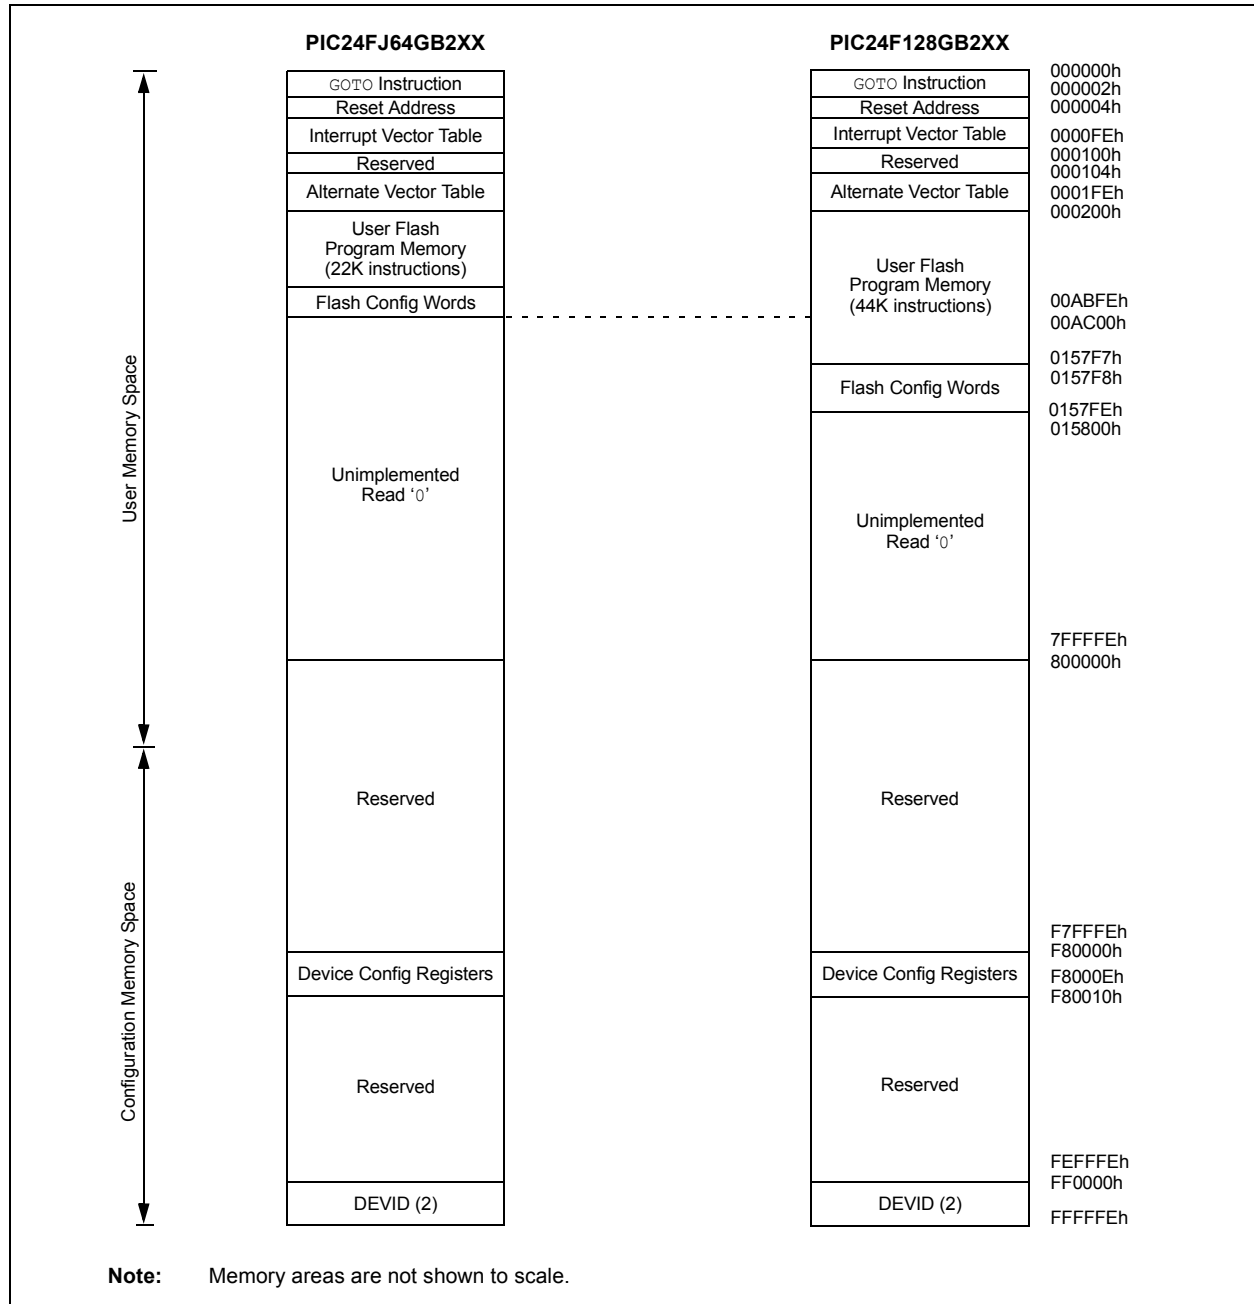 PIC24FJ64GB2XX
GOTO Instruction
Reset Address
Interrupt Vector Table
Reserved
Alternate Vector Table
User Flash
Program Memory
(22K instructions)
Flash Config Words
Unimplemented
Read ‘0’
Reserved
Device Config Registers
Reserved
DEVID (2)
PIC24F128GB2XX
GOTO Instruction
Reset Address
Interrupt Vector Table
Reserved
Alternate Vector Table
User Flash
Program Memory
(44K instructions)
Flash Config Words
Unimplemented
Read ‘0’
Reserved
Device Config Registers
Reserved
DEVID (2)
000000h
000002h
000004h
0000FEh
000100h
000104h
0001FEh
000200h
00ABFEh
00AC00h
0157F7h
0157F8h
0157FEh
015800h
7FFFFEh
800000h
F7FFFEh
F80000h
F8000Eh
F80010h
FEFFFEh
FF0000h
FFFFFEh
User Memory Space
Configuration Memory Space
Note: Memory areas are not shown to scale.